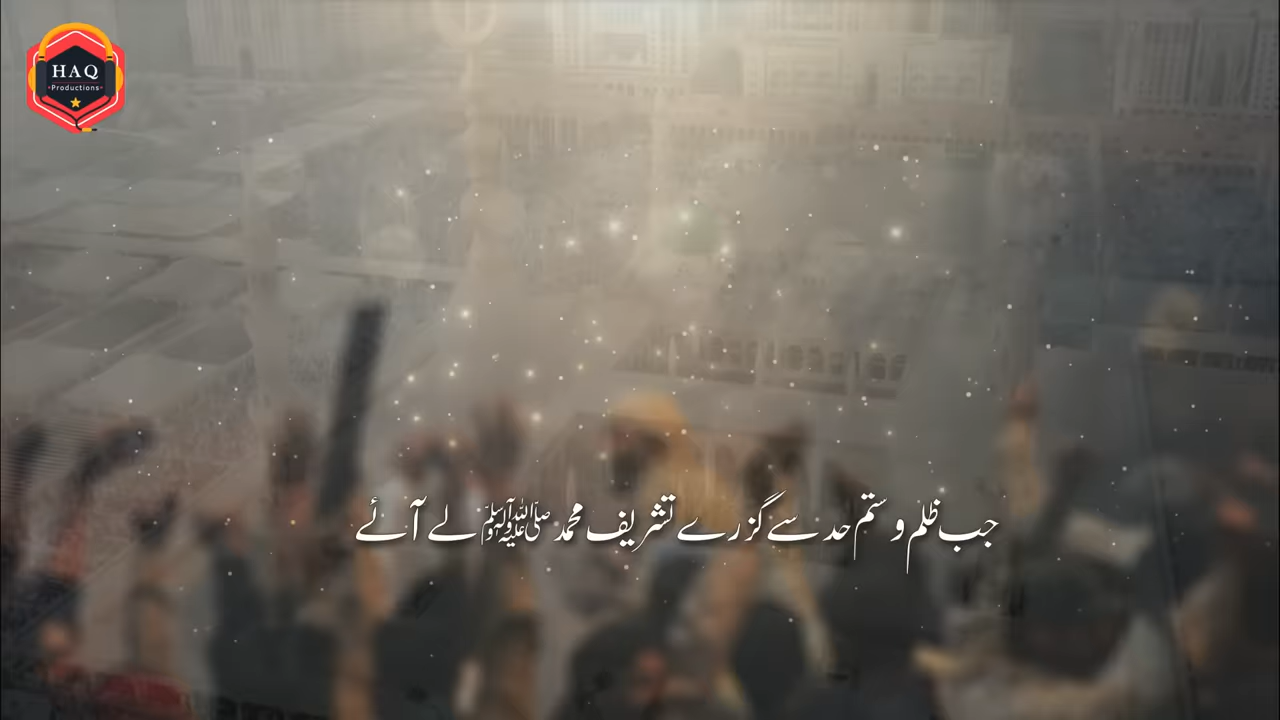 HAQ
Productions
جب ظلم و ستم حد سے گزرے تشریف محمد ﷺ لے آئے